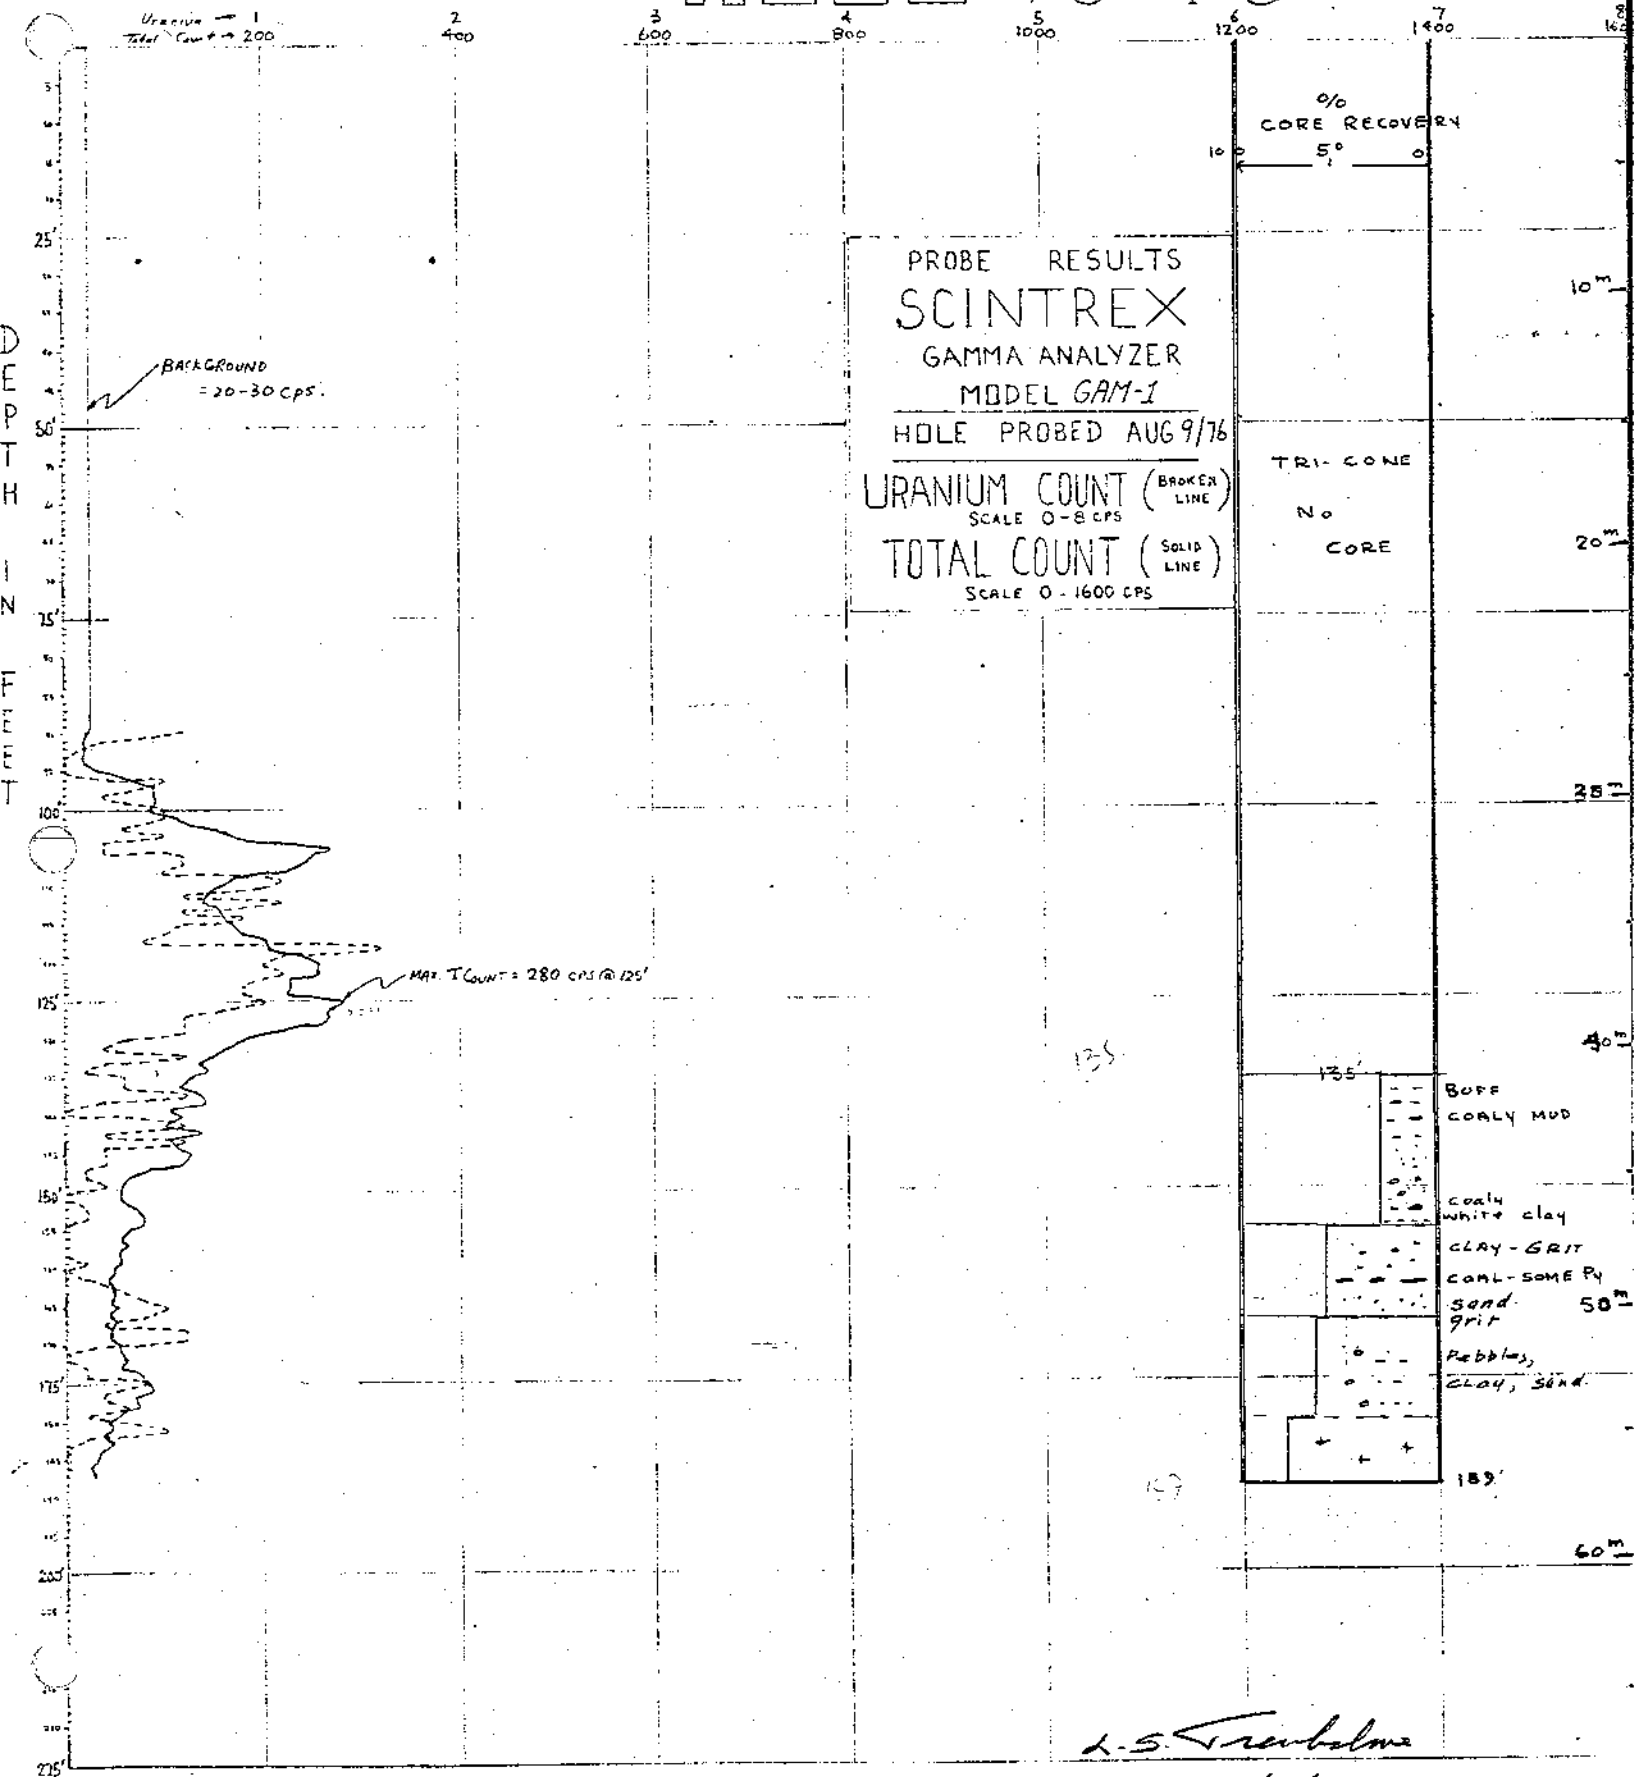 Uranium → 1 2 3 4 5 6 7 8
Total Count → 200 400 600 800 1000 1200 1400
%
CORE RECOVERY
100 50 0
25'
PROBE RESULTS
SCINTREX
GAMMA ANALYZER
MODEL GAM-1
HOLE PROBED AUG 9/76
URANIUM COUNT (BROKEN LINE)
SCALE 0-8 CPS
TOTAL COUNT (SOLID LINE)
SCALE 0-1600 CPS
10m
DEPTH IN FEET
BACKGROUND
=20-30 CPS.
50'
TRI-CONE
No
CORE
20m
75'
100
MAX. T COUNT = 280 CPS @ 125'
125'
40m
135
135'
BUFF
COALY MUD
150'
coaly
white clay
CLAY-GRIT
COAL-SOME Py
sand
grit
50m
Pebbles,
CLAY, sand
175'
189'
60m
200'
L.S. Trenholme
225'